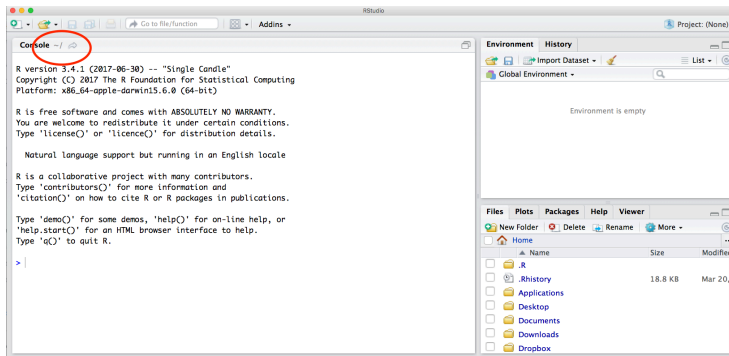 RStudio
Go to file/function
Addins
Project: (None)
Console ~/
R version 3.4.1 (2017-06-30) -- "Single Candle"
Copyright (C) 2017 The R Foundation for Statistical Computing
Platform: x86_64-apple-darwin15.6.0 (64-bit)
R is free software and comes with ABSOLUTELY NO WARRANTY.
You are welcome to redistribute it under certain conditions.
Type 'license()' or 'licence()' for distribution details.
Natural language support but running in an English locale
R is a collaborative project with many contributors.
Type 'contributors()' for more information and
'citation()' on how to cite R or R packages in publications.
Type 'demo()' for some demos, 'help()' for on-line help, or
'help.start()' for an HTML browser interface to help.
Type 'q()' to quit R.
>
Environment History
Import Dataset
List
Global Environment
Environment is empty
Files Plots Packages Help Viewer
New Folder Delete Rename More
Home
Name Size Modifie
.R
.Rhistory 18.8 KB Mar 20,
Applications
Desktop
Documents
Downloads
Dropbox